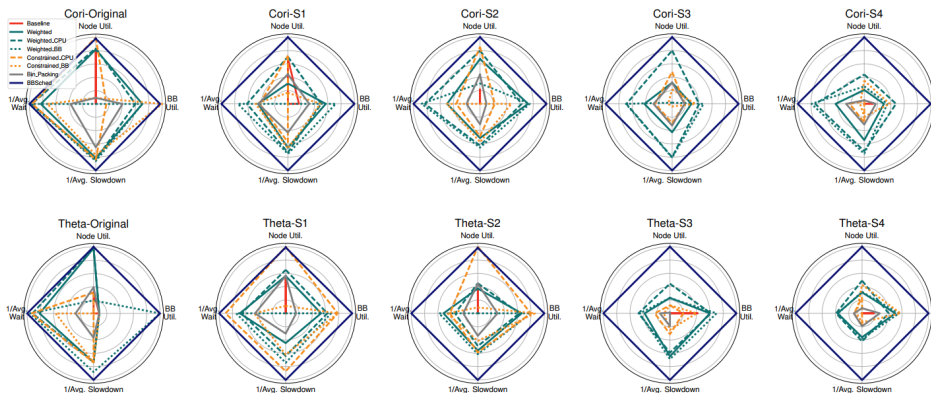 Cori-Original
Node Util.
Baseline
Weighted
Weighted_CPU
Weighted_BB
Constrained_CPU
Constrained_BB
Bin_Packing
BBSched
1/Avg.
Wait
BB
Util.
1/Avg. Slowdown
Cori-S1
Node Util.
1/Avg.
Wait
BB
Util.
1/Avg. Slowdown
Cori-S2
Node Util.
1/Avg.
Wait
BB
Util.
1/Avg. Slowdown
Cori-S3
Node Util.
1/Avg.
Wait
BB
Util.
1/Avg. Slowdown
Cori-S4
Node Util.
1/Avg.
Wait
BB
Util.
1/Avg. Slowdown
Theta-Original
Node Util.
1/Avg.
Wait
BB
Util.
1/Avg. Slowdown
Theta-S1
Node Util.
1/Avg.
Wait
BB
Util.
1/Avg. Slowdown
Theta-S2
Node Util.
1/Avg.
Wait
BB
Util.
1/Avg. Slowdown
Theta-S3
Node Util.
1/Avg.
Wait
BB
Util.
1/Avg. Slowdown
Theta-S4
Node Util.
1/Avg.
Wait
BB
Util.
1/Avg. Slowdown